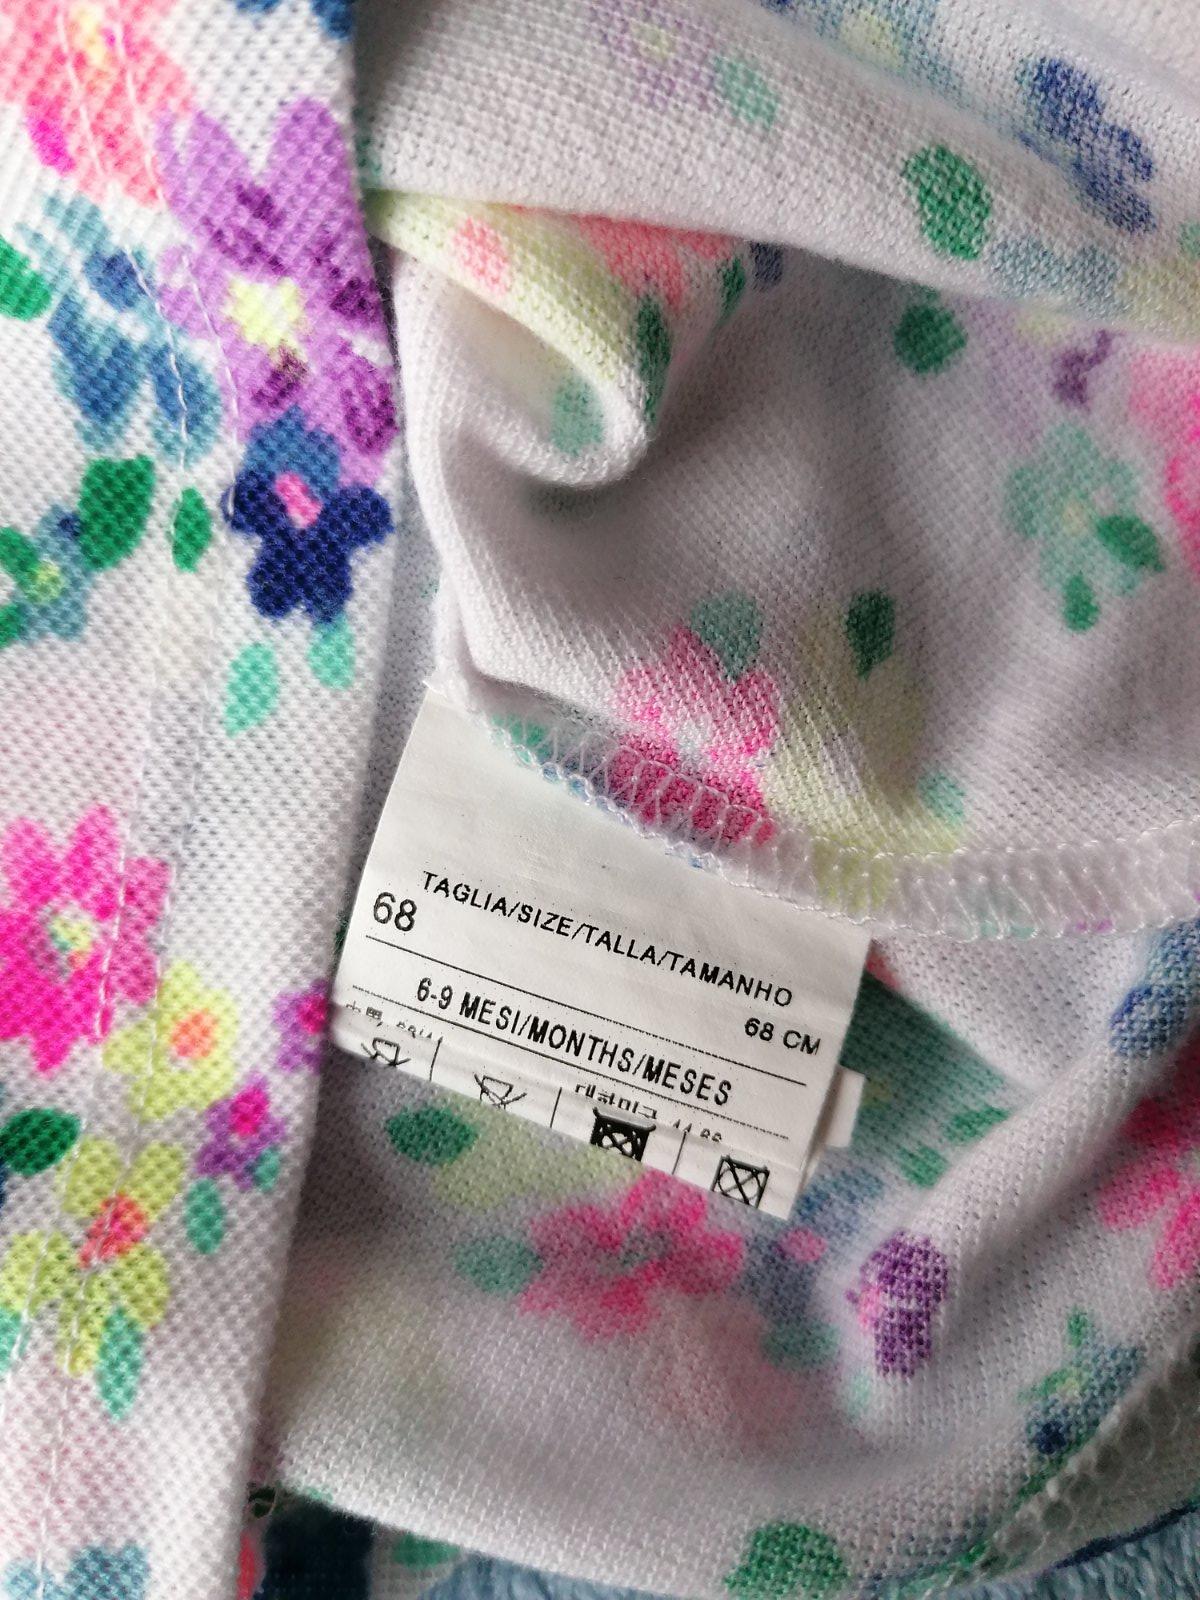 TAGLIA/SIZE/TALLA/TAMANHO
68
68 CM
6-9 MESI/MONTHS/MESES